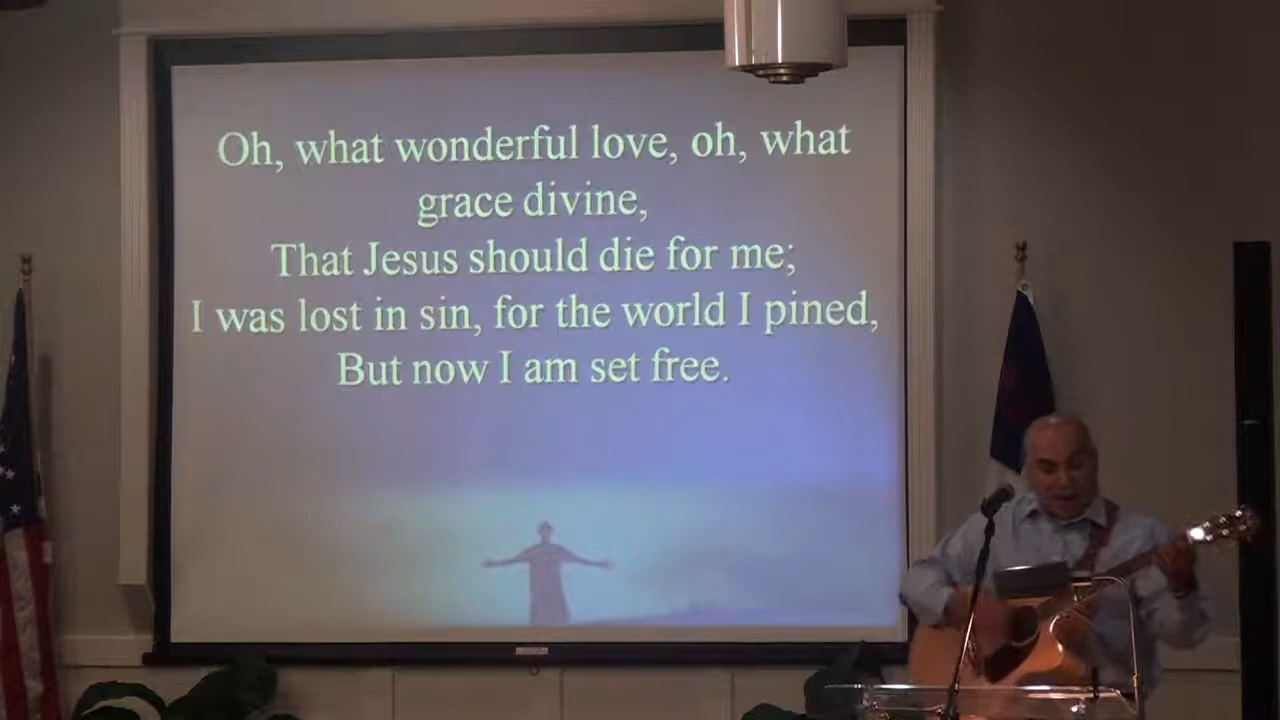 Oh, what wonderful love, oh, what
grace divine,
That Jesus should die for me;
I was lost in sin, for the world I pined,
But now I am set free.